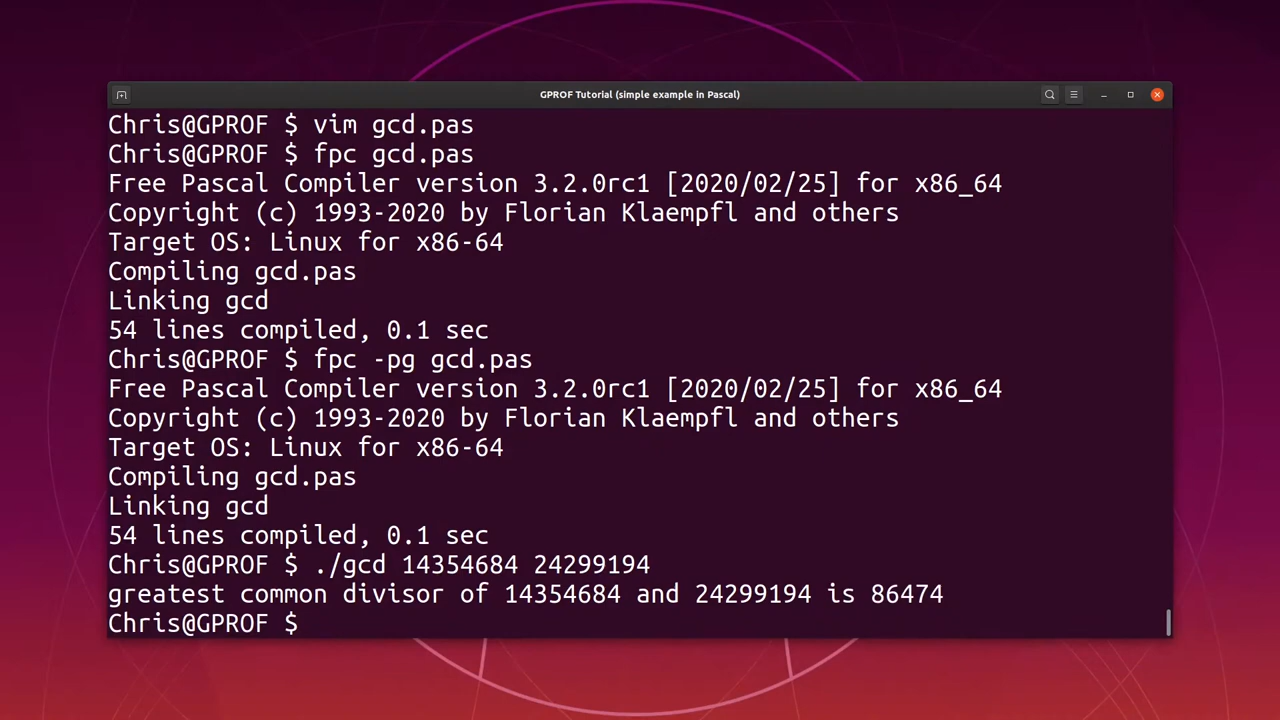 GPROF Tutorial (simple example in Pascal)
Chris@GPROF $ vim gcd.pas
Chris@GPROF $ fpc gcd.pas
Free Pascal Compiler version 3.2.0rc1 [2020/02/25] for x86_64
Copyright (c) 1993-2020 by Florian Klaempfl and others
Target OS: Linux for x86-64
Compiling gcd.pas
Linking gcd
54 lines compiled, 0.1 sec
Chris@GPROF $ fpc -pg gcd.pas
Free Pascal Compiler version 3.2.0rc1 [2020/02/25] for x86_64
Copyright (c) 1993-2020 by Florian Klaempfl and others
Target OS: Linux for x86-64
Compiling gcd.pas
Linking gcd
54 lines compiled, 0.1 sec
Chris@GPROF $ ./gcd 14354684 24299194
greatest common divisor of 14354684 and 24299194 is 86474
Chris@GPROF $